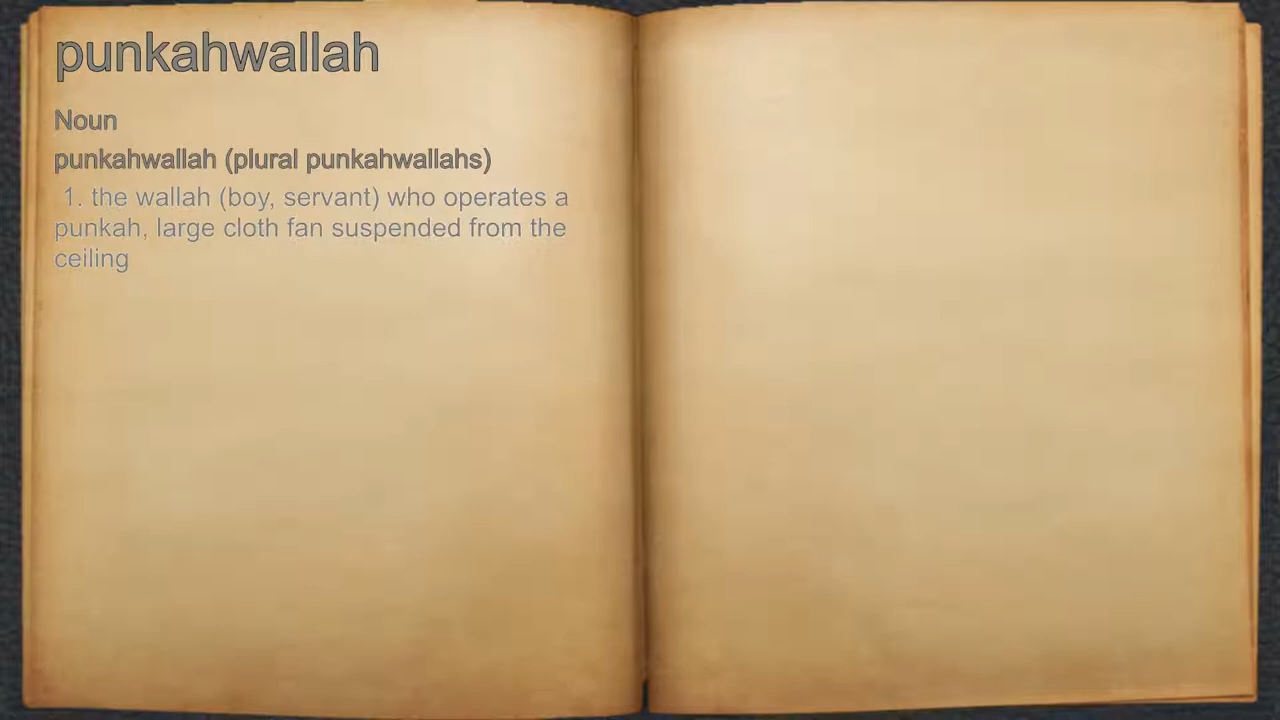 punkahwallah
Noun
punkahwallah (plural punkahwallahs)
1. the wallah (boy, servant) who operates a
punkah, large cloth fan suspended from the
ceiling